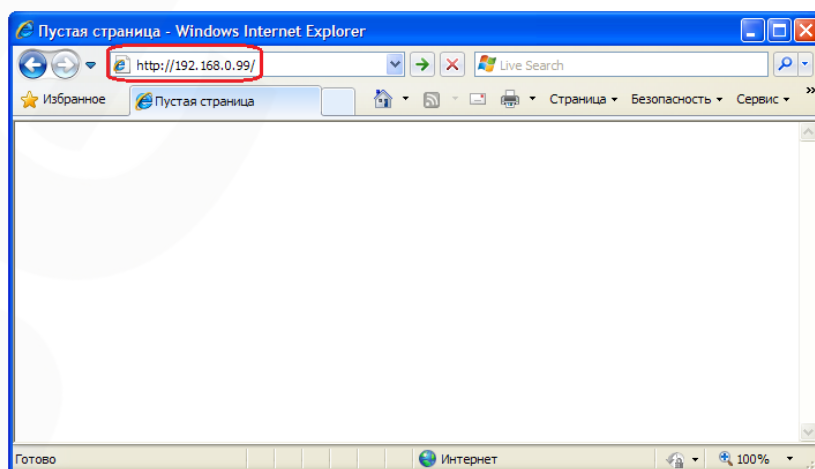 Пустая страница - Windows Internet Explorer
http://192.168.0.99/
Live Search
Избранное
Пустая страница
Страница
Безопасность
Сервис
»
Готово
Интернет
100%